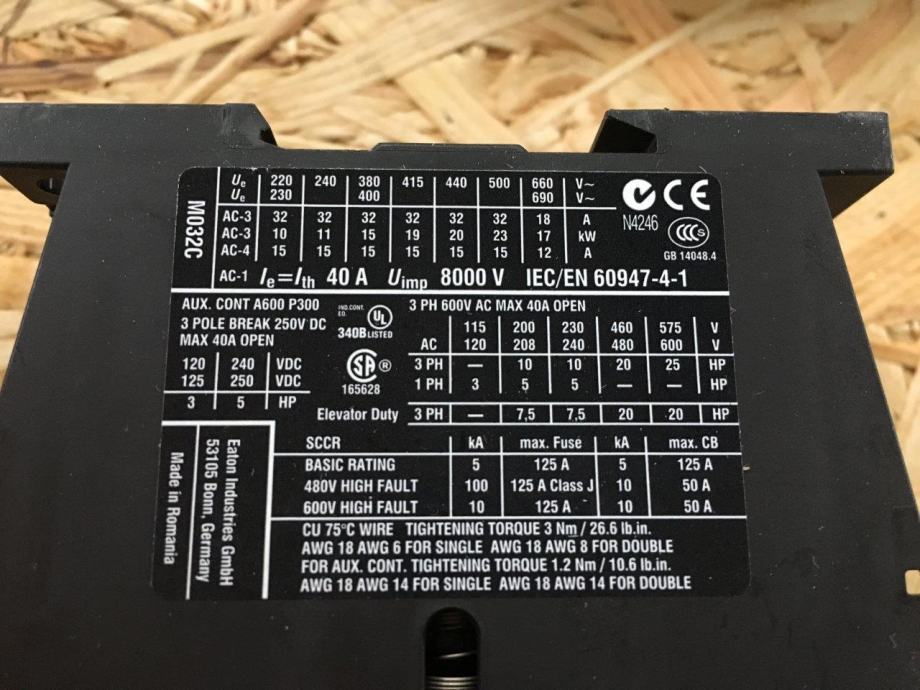 M032C
Ue 220 240 380 415 440 500 660 V~
Ue 230 400 690 V~
AC-3 32 32 32 32 32 32 18 A
AC-3 10 11 15 19 20 23 17 kW
AC-4 15 15 15 15 15 15 12 A
AC-1 Ie=Ith 40 A Uimp 8000 V IEC/EN 60947-4-1
CE
N4246
CCC S
GB 14048.4
AUX. CONT A600 P300
3 POLE BREAK 250V DC
MAX 40A OPEN
120 240 VDC
125 250 VDC
3 5 HP
IND.CONT.
EQ.
340B UL LISTED
SA ®
165628
3 PH 600V AC MAX 40A OPEN
115 200 230 460 575 V
AC 120 208 240 480 600 V
3 PH — 10 10 20 25 HP
1 PH 3 5 5 — — HP
Elevator Duty 3 PH — 7,5 7,5 20 20 HP
SCCR kA max. Fuse kA max. CB
BASIC RATING 5 125 A 5 125 A
480V HIGH FAULT 100 125 A Class J 10 50 A
600V HIGH FAULT 10 125 A 10 50 A
CU 75°C WIRE TIGHTENING TORQUE 3 Nm / 26.6 lb.in.
AWG 18 AWG 6 FOR SINGLE AWG 18 AWG 8 FOR DOUBLE
FOR AUX. CONT. TIGHTENING TORQUE 1.2 Nm / 10.6 lb.in.
AWG 18 AWG 14 FOR SINGLE AWG 18 AWG 14 FOR DOUBLE
Eaton Industries GmbH
53105 Bonn, Germany
Made in Romania